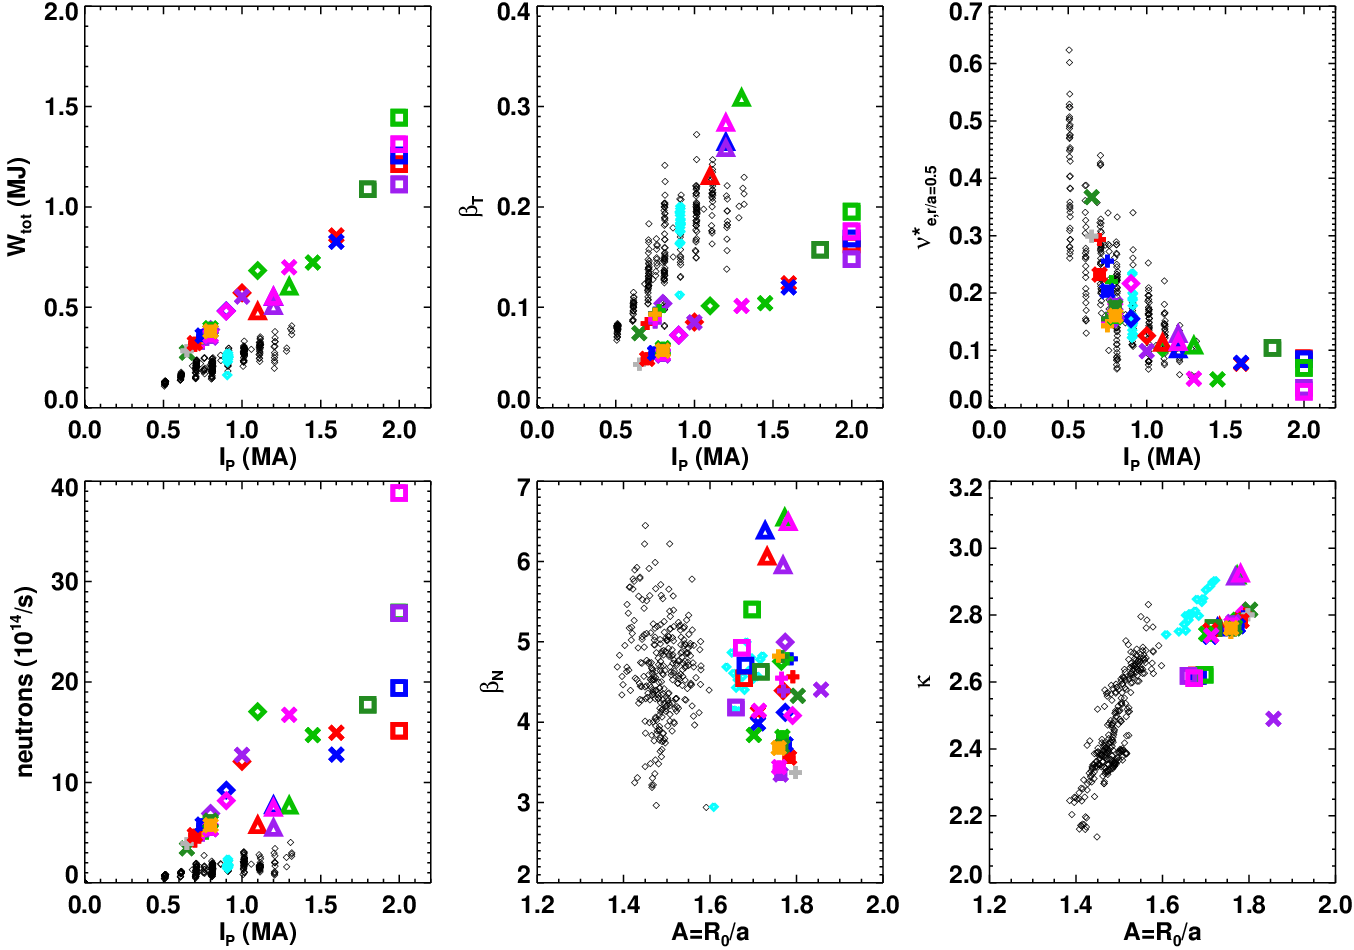 2.0
1.5
1.0
0.5
0.0
W_tot (MJ)
0.0 0.5 1.0 1.5 2.0
I_P (MA)
0.4
0.3
0.2
0.1
0.0
β_T
0.0 0.5 1.0 1.5 2.0
I_P (MA)
0.7
0.6
0.5
0.4
0.3
0.2
0.1
0.0
ν*_e,r/a=0.5
0.0 0.5 1.0 1.5 2.0
I_P (MA)
40
30
20
10
0
neutrons (10^14/s)
0.0 0.5 1.0 1.5 2.0
I_P (MA)
7
6
5
4
3
2
β_N
1.2 1.4 1.6 1.8 2.0
A=R_0/a
3.2
3.0
2.8
2.6
2.4
2.2
2.0
κ
1.2 1.4 1.6 1.8 2.0
A=R_0/a